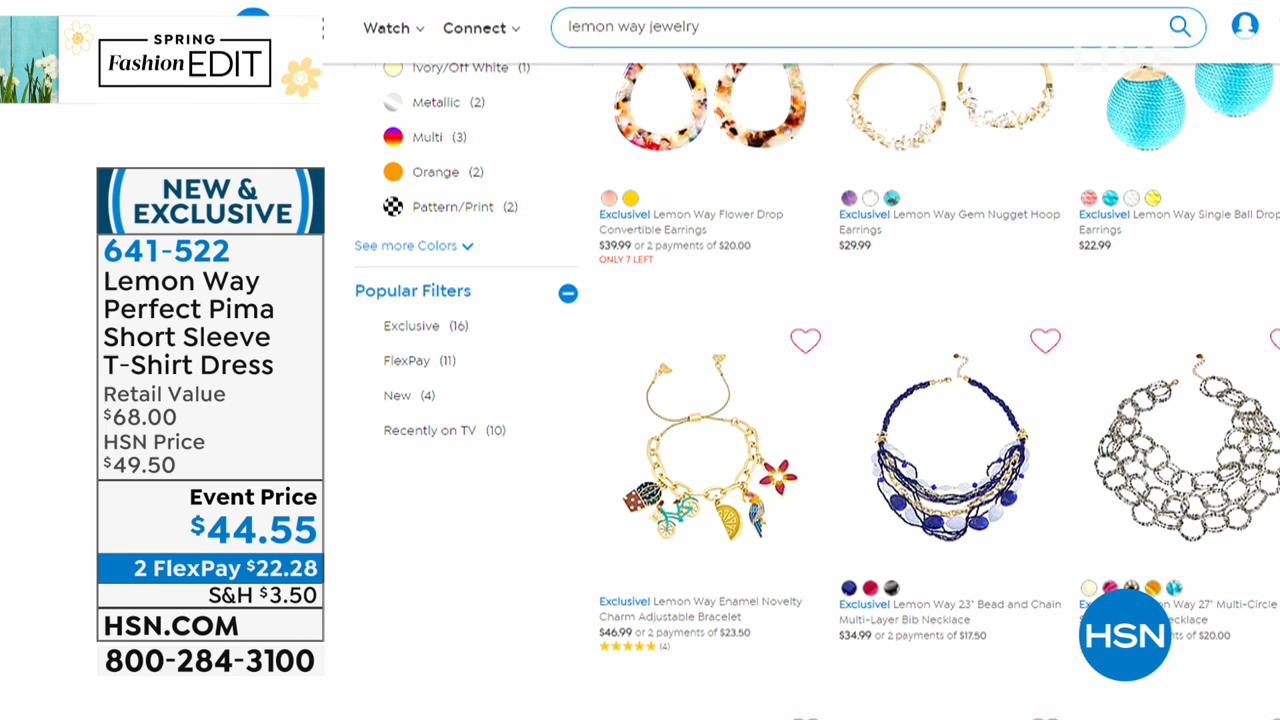 SPRING
Fashion EDIT
Watch
Connect
lemon way jewelry
LIVE
NEW &
EXCLUSIVE
641-522
Lemon Way
Perfect Pima
Short Sleeve
T-Shirt Dress
Retail Value
$68.00
HSN Price
$49.50
Event Price
$44.55
2 FlexPay $22.28
S&H $3.50
HSN.COM
800-284-3100
Ivory/Off White (1)
Metallic (2)
Multi (3)
Orange (2)
Pattern/Print (2)
See more Colors
Popular Filters
Exclusive (16)
FlexPay (11)
New (4)
Recently on TV (10)
Exclusive! Lemon Way Flower Drop
Convertible Earrings
$39.99 or 2 payments of $20.00
ONLY 7 LEFT
Exclusive! Lemon Way Gem Nugget Hoop
Earrings
$29.99
Exclusive! Lemon Way Single Ball Drop
Earrings
$22.99
Exclusive! Lemon Way Enamel Novelty
Charm Adjustable Bracelet
$46.99 or 2 payments of $23.50
(4)
Exclusive! Lemon Way 23" Bead and Chain
Multi-Layer Bib Necklace
$34.99 or 2 payments of $17.50
Way 27" Multi-Circle
of $20.00
HSN